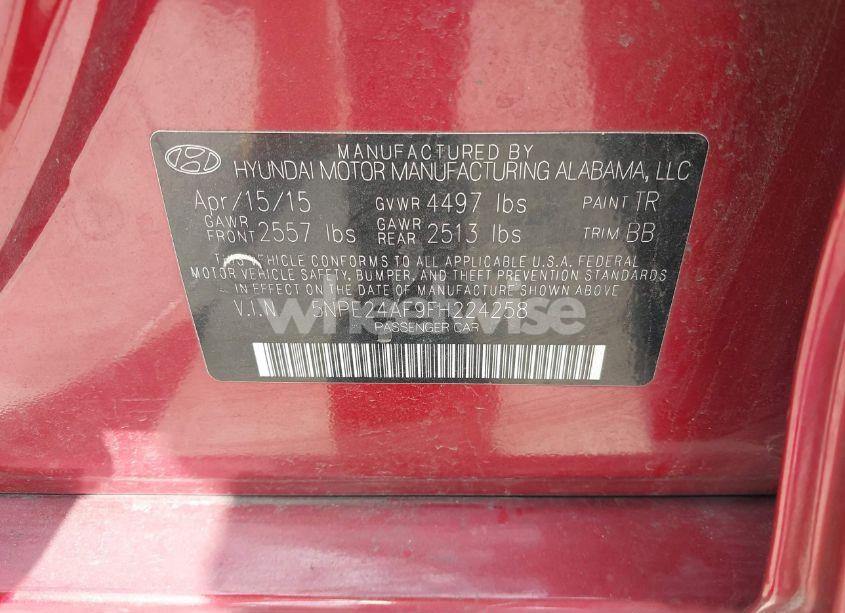 MANUFACTURED BY
HYUNDAI MOTOR MANUFACTURING ALABAMA, LLC
Apr/15/15 GVWR 4497 lbs PAINT TR
GAWR FRONT 2557 lbs GAWR REAR 2513 lbs TRIM BB
THIS VEHICLE CONFORMS TO ALL APPLICABLE U.S.A. FEDERAL
MOTOR VEHICLE SAFETY, BUMPER, AND THEFT PREVENTION STANDARDS
IN EFFECT ON THE DATE OF MANUFACTURE SHOWN ABOVE
V.I.N. 5NPE24AF9FH224258
wheelwise
PASSENGER CAR